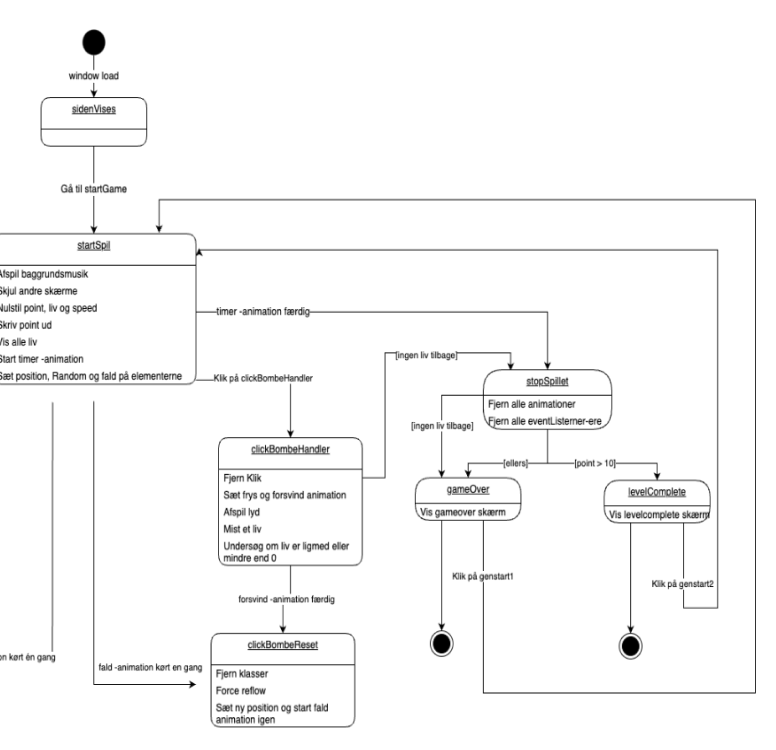 window load
sidenVises
Gå til startGame
startSpil
Afspil baggrundsmusik
Skjul andre skærme
Nulstil point, liv og speed
Skriv point ud
Vis alle liv
Start timer -animation
Sæt position, Random og fald på elementerne
timer -animation færdig
Klik på clickBombeHandler
[ingen liv tilbage]
stopSpillet
Fjern alle animationer
Fjern alle eventListerner-ere
[ingen liv tilbage]
[ellers]
[point > 10]
clickBombeHandler
Fjern Klik
Sæt frys og forsvind animation
Afspil lyd
Mist et liv
Undersøg om liv er ligmed eller
mindre end 0
gameOver
Vis gameover skærm
levelComplete
Vis levelcomplete skærm
Klik på genstart1
Klik på genstart2
forsvind -animation færdig
clickBombeReset
Fjern klasser
Force reflow
Sæt ny position og start fald
animation igen
kørt èn gang
fald -animation kørt en gang